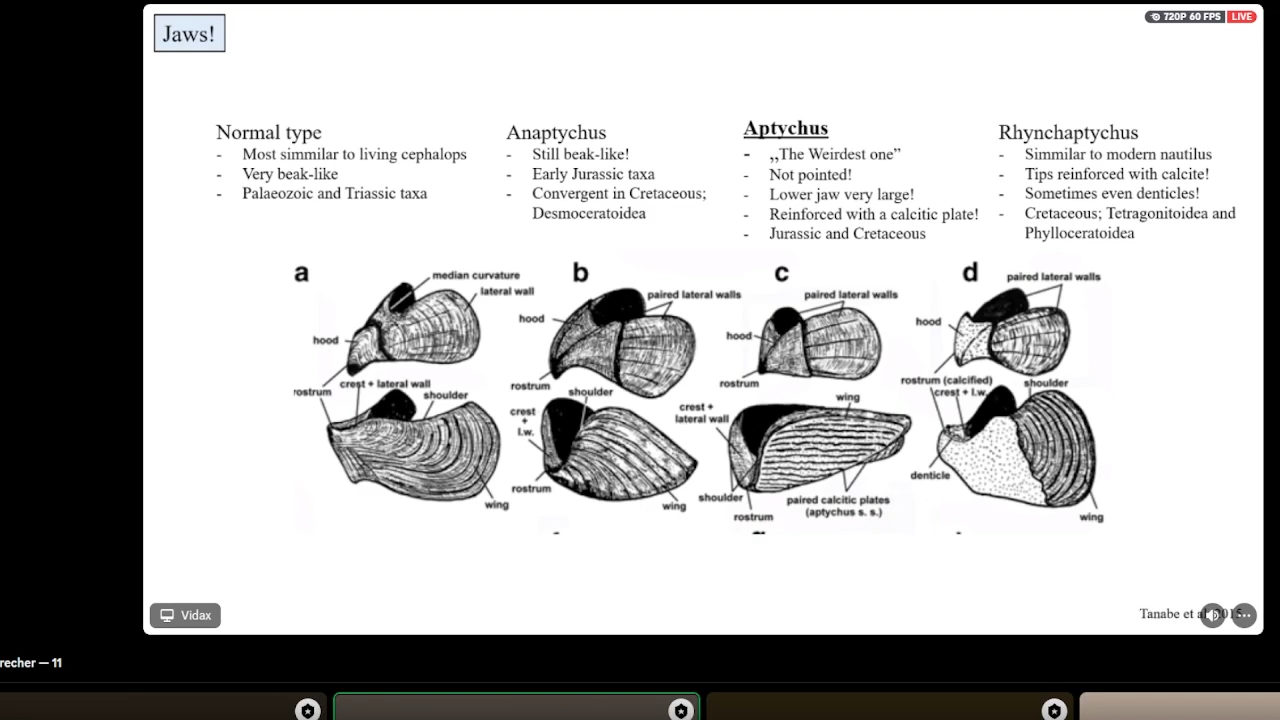 720P 60 FPS LIVE
Jaws!
Normal type
- Most simmilar to living cephalops
- Very beak-like
- Palaeozoic and Triassic taxa
Anaptychus
- Still beak-like!
- Early Jurassic taxa
- Convergent in Cretaceous;
Desmoceratoidea
Aptychus
- „The Weirdest one”
- Not pointed!
- Lower jaw very large!
- Reinforced with a calcitic plate!
- Jurassic and Cretaceous
Rhynchaptychus
- Simmilar to modern nautilus
- Tips reinforced with calcite!
- Sometimes even denticles!
- Cretaceous; Tetragonitoidea and
Phylloceratoidea
a
median curvature
lateral wall
hood
rostrum
crest + lateral wall
shoulder
wing
b
paired lateral walls
hood
rostrum
shoulder
crest
+
l.w.
rostrum
wing
c
paired lateral walls
hood
rostrum
wing
crest +
lateral wall
shoulder
rostrum
paired calcitic plates
(aptychus s. s.)
d
paired lateral walls
hood
rostrum (calcified)
crest + l.w.
shoulder
denticle
wing
Vidax
Tanabe et al
recher — 11